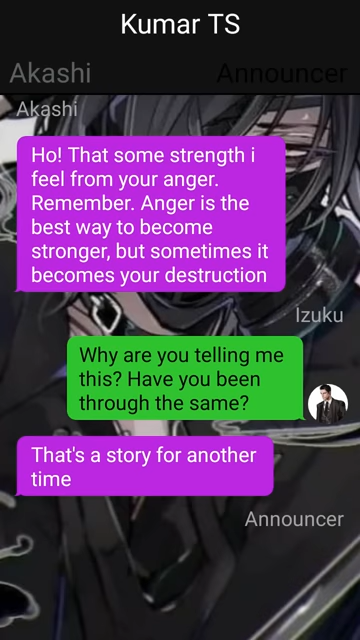 Kumar TS
Akashi
Announcer
Akashi
Ho! That some strength i
feel from your anger.
Remember. Anger is the
best way to become
stronger, but sometimes it
becomes your destruction
Izuku
Why are you telling me
this? Have you been
through the same?
That's a story for another
time
Announcer